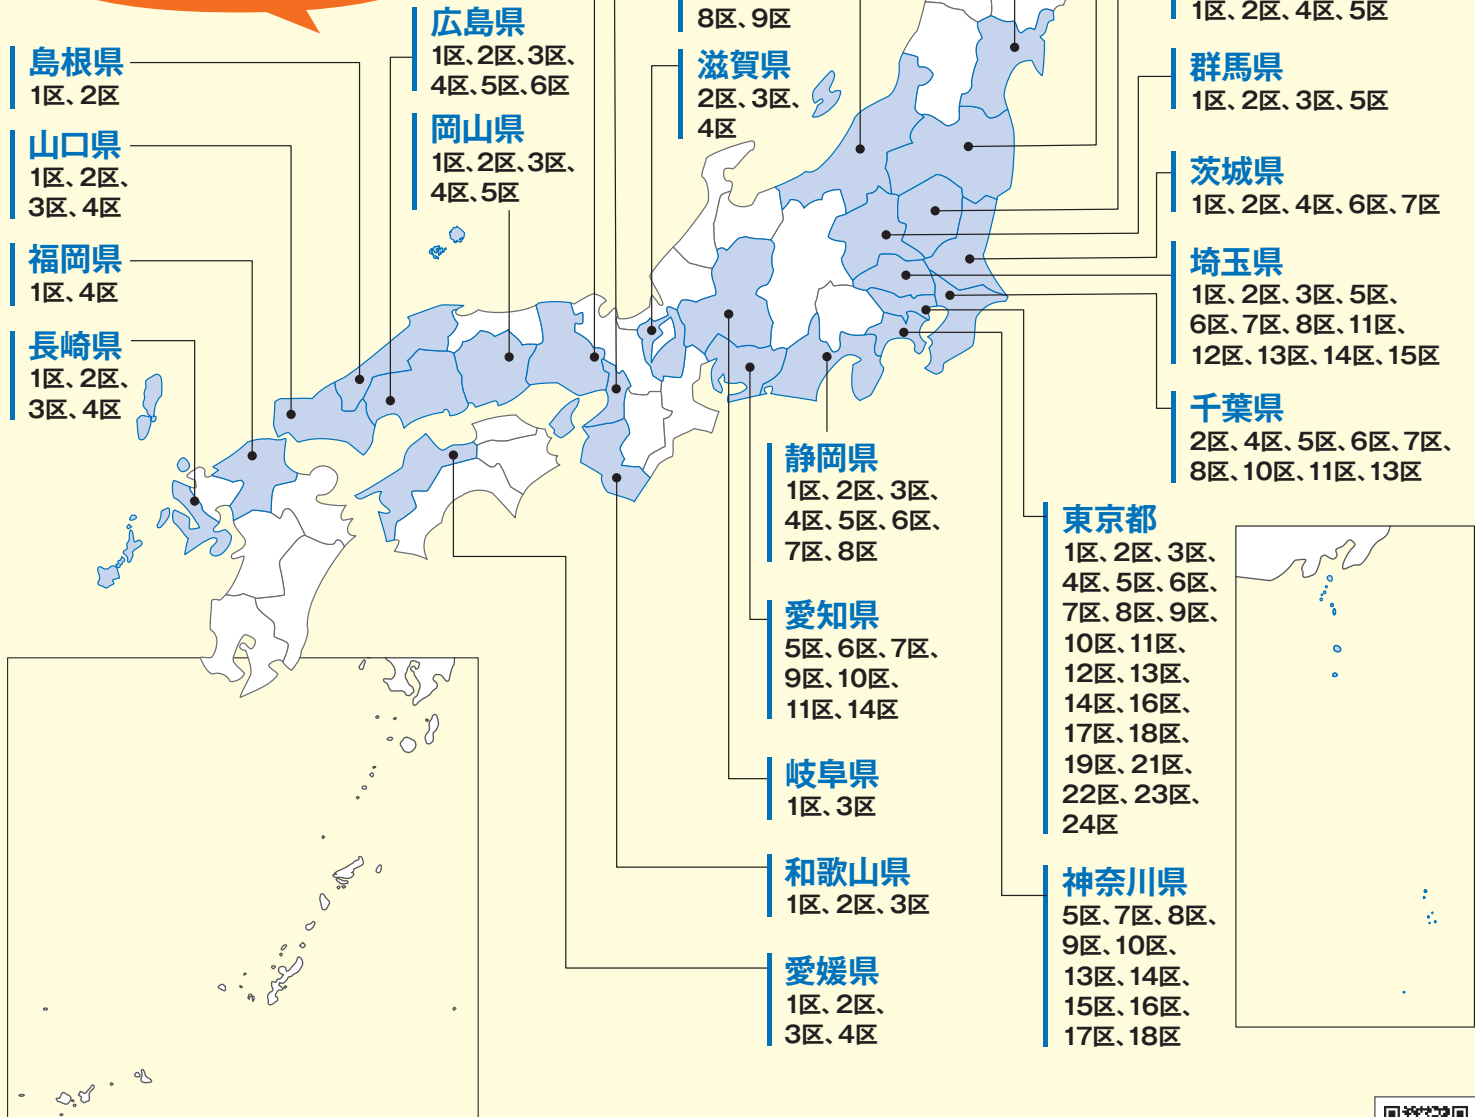 島根県
1区、2区
山口県
1区、2区、
3区、4区
福岡県
1区、4区
長崎県
1区、2区、
3区、4区
広島県
1区、2区、3区、
4区、5区、6区
岡山県
1区、2区、3区、
4区、5区
8区、9区
滋賀県
2区、3区、
4区
1区、2区、4区、5区
群馬県
1区、2区、3区、5区
茨城県
1区、2区、4区、6区、7区
埼玉県
1区、2区、3区、5区、
6区、7区、8区、11区、
12区、13区、14区、15区
千葉県
2区、4区、5区、6区、7区、
8区、10区、11区、13区
静岡県
1区、2区、3区、
4区、5区、6区、
7区、8区
愛知県
5区、6区、7区、
9区、10区、
11区、14区
岐阜県
1区、3区
和歌山県
1区、2区、3区
愛媛県
1区、2区、
3区、4区
東京都
1区、2区、3区、
4区、5区、6区、
7区、8区、9区、
10区、11区、
12区、13区、
14区、16区、
17区、18区、
19区、21区、
22区、23区、
24区
神奈川県
5区、7区、8区、
9区、10区、
13区、14区、
15区、16区、
17区、18区